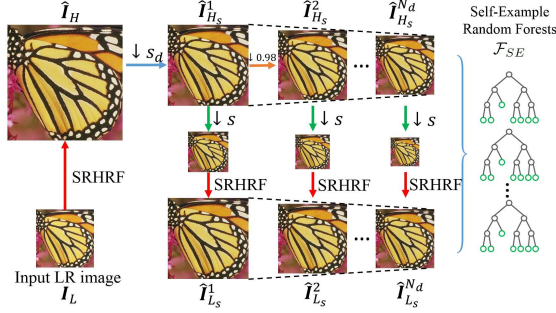 Î_H
Î_{H_s}^1
Î_{H_s}^2
Î_{H_s}^{N_d}
Self-Example
Random Forests
F_{SE}
↓ s_d
↓ 0.98
...
↓ s
↓ s
↓ s
SRHRF
SRHRF
SRHRF
SRHRF
...
Input LR image
I_L
Î_{L_s}^1
Î_{L_s}^2
Î_{L_s}^{N_d}